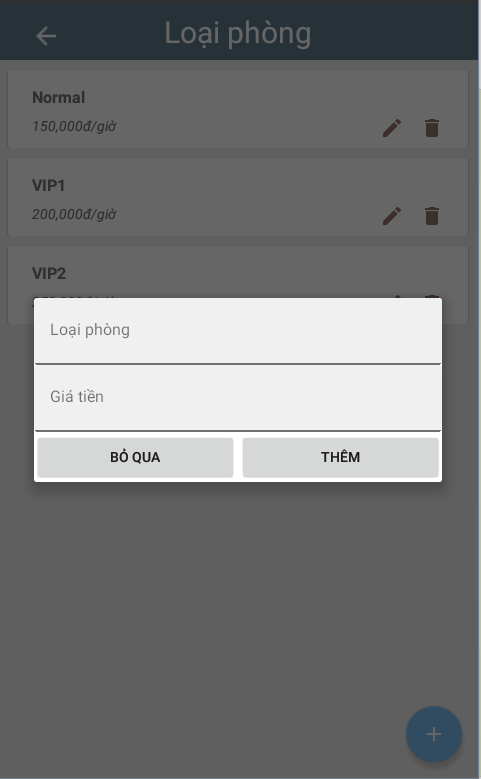 Loại phòng
Normal
150,000đ/giờ
VIP1
200,000đ/giờ
VIP2
Loại phòng
Giá tiền
BỎ QUA
THÊM